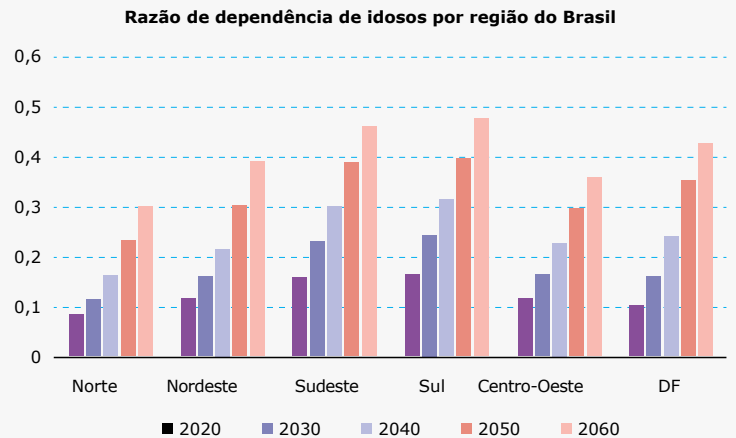 Razão de dependência de idosos por região do Brasil
0,6
0,5
0,4
0,3
0,2
0,1
0
Norte Nordeste Sudeste Sul Centro-Oeste DF
2020 2030 2040 2050 2060